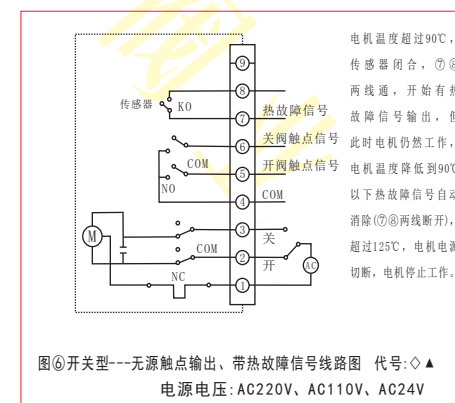 电机温度超过90℃，
传感器闭合，⑦⑧
两线通，开始有热
故障信号输出，但
此时电机仍然工作，
电机温度降低到90℃
以下热故障信号自动
消除(⑦⑧两线断开)，
超过125℃，电机电源
切断，电机停止工作。
⑨
⑧
传感器 KO
⑦ 热故障信号
⑥ 关阀触点信号
COM
⑤ 开阀触点信号
NO
④ COM
M
③ 关
COM
② 开
AC
NC
①
图⑥开关型---无源触点输出、带热故障信号线路图 代号:◇▲
电源电压:AC220V、AC110V、AC24V